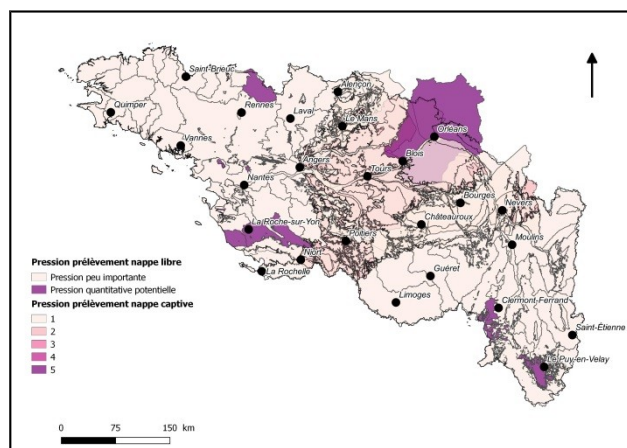 Saint-Brieuc
Alençon
Quimper
Rennes
Laval
Le Mans
Orléans
Vannes
Angers
Blois
Tours
Nantes
Bourges
Nevers
La Roche-sur-Yon
Châteauroux
Poitiers
Moulins
Niort
La Rochelle
Guéret
Limoges
Clermont-Ferrand
Saint-Étienne
Le Puy-en-Velay
Pression prélèvement nappe libre
Pression peu importante
Pression quantitative potentielle
Pression prélèvement nappe captive
1
2
3
4
5
0 75 150 km